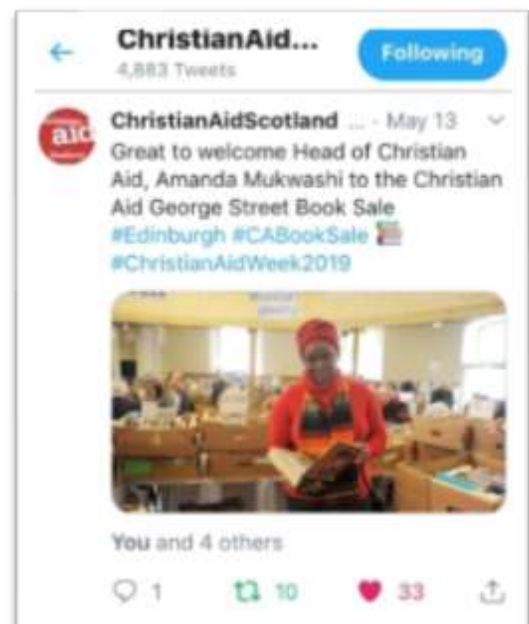 ChristianAid...
4,883 Tweets
Following
aid
ChristianAidScotland ... · May 13
Great to welcome Head of Christian
Aid, Amanda Mukwashi to the Christian
Aid George Street Book Sale
#Edinburgh #CABookSale
#ChristianAidWeek2019
You and 4 others
1
10
33